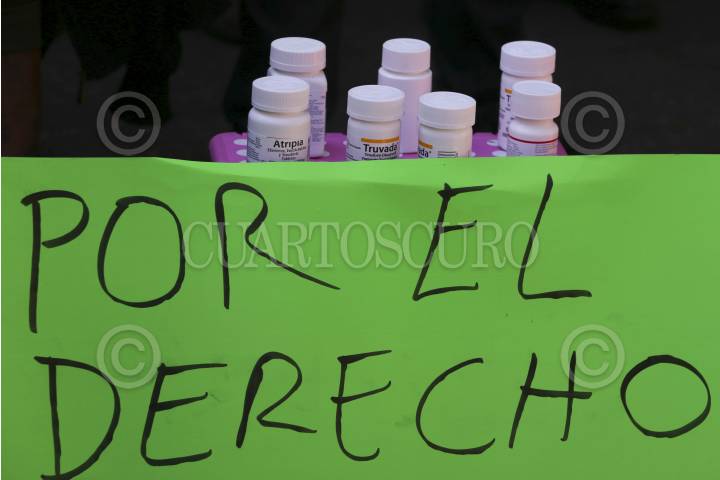 Atripla
Truvada
CUARTOSCURO
POR EL
DERECHO